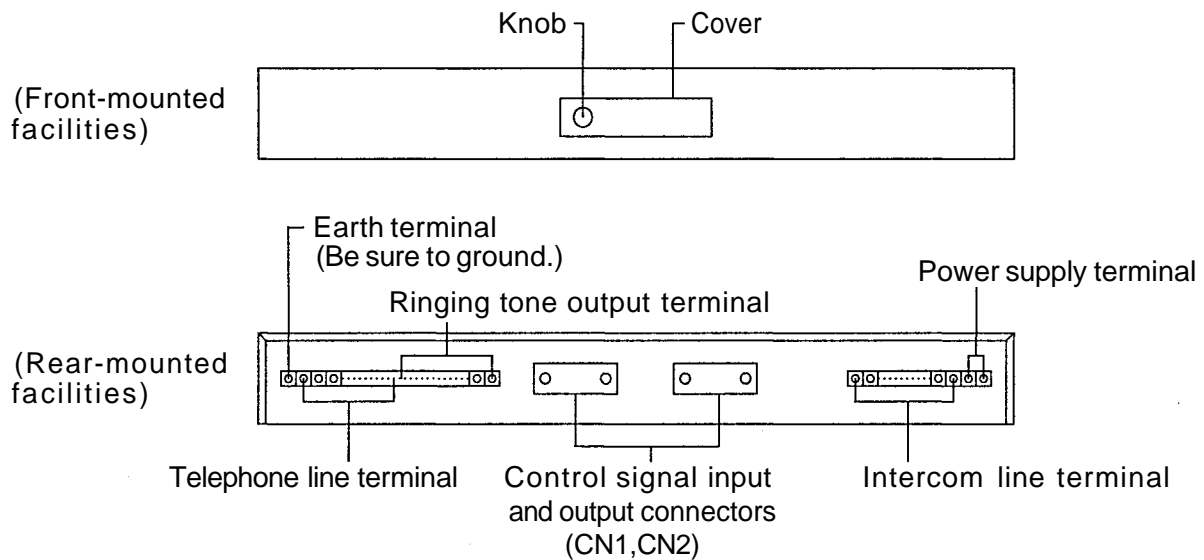 Knob
Cover
(Front-mounted
facilities)
Earth terminal
(Be sure to ground.)
Power supply terminal
Ringing tone output terminal
(Rear-mounted
facilities)
Telephone line terminal
Control signal input
and output connectors
(CN1,CN2)
Intercom line terminal